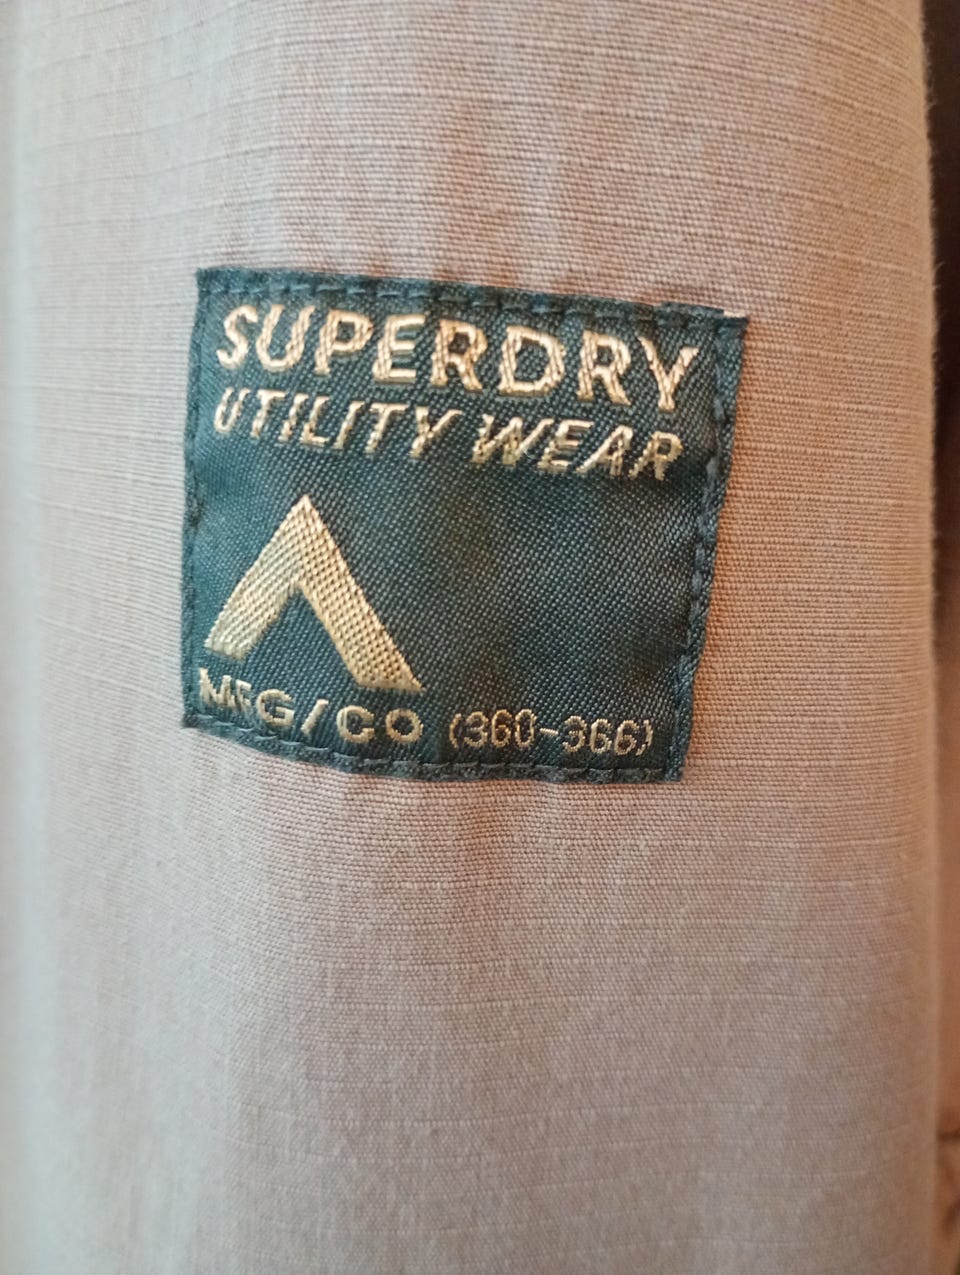 SUPERDRY
UTILITY WEAR
MFG/CO (360-366)